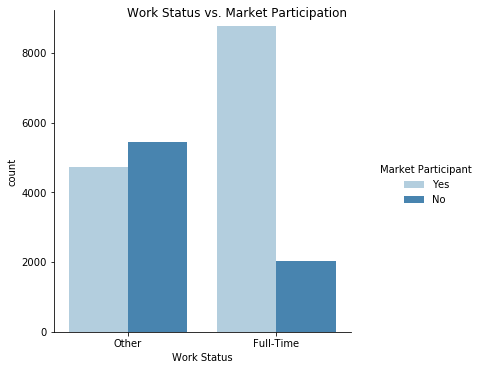 Work Status vs. Market Participation
8000
6000
4000
2000
0
count
Other
Full-Time
Work Status
Market Participant
Yes
No